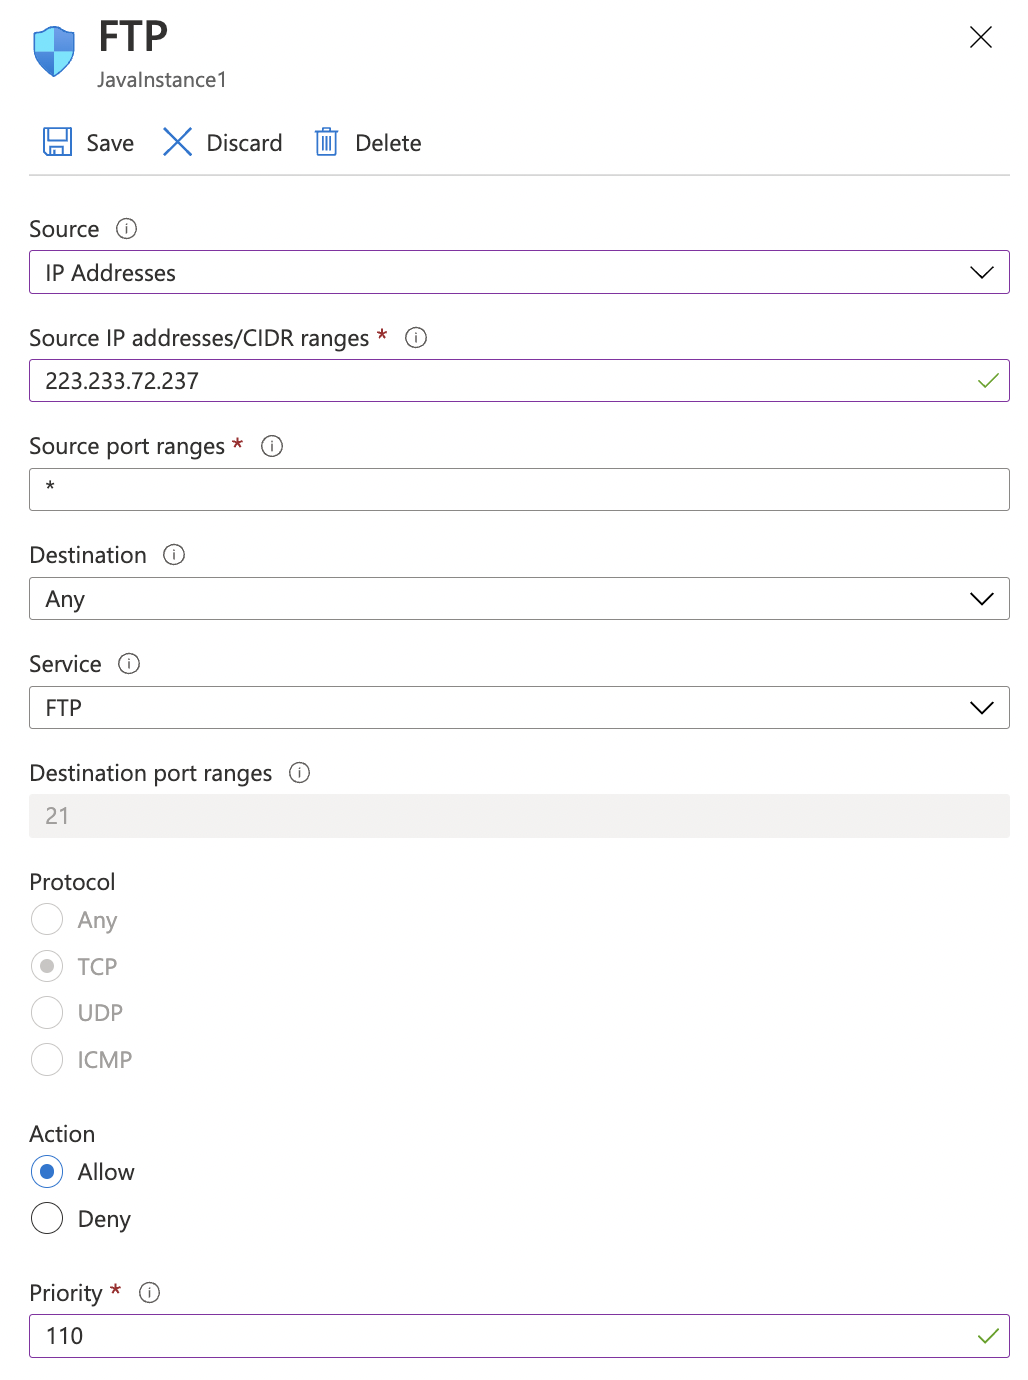 FTP
JavaInstance1
Save Discard Delete
Source
IP Addresses
Source IP addresses/CIDR ranges *
223.233.72.237
Source port ranges *
*
Destination
Any
Service
FTP
Destination port ranges
21
Protocol
Any
TCP
UDP
ICMP
Action
Allow
Deny
Priority *
110